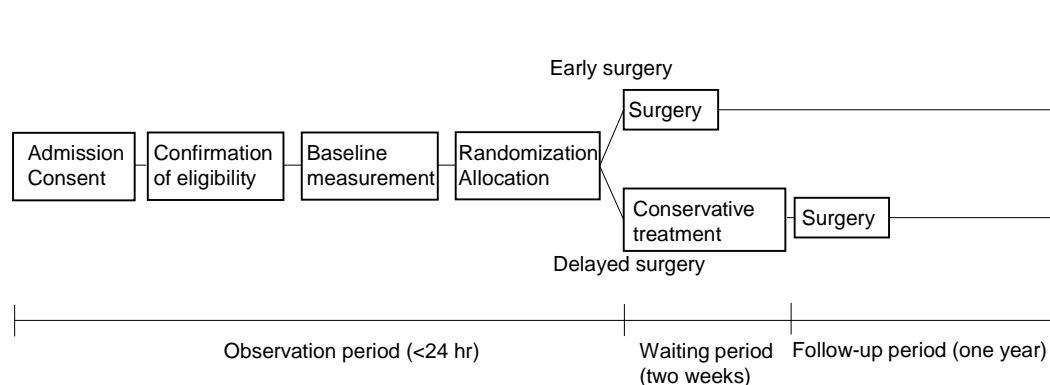 Early surgery
Surgery
Admission
Consent
Confirmation
of eligibility
Baseline
measurement
Randomization
Allocation
Conservative
treatment
Surgery
Delayed surgery
Observation period (<24 hr)
Waiting period
(two weeks)
Follow-up period (one year)